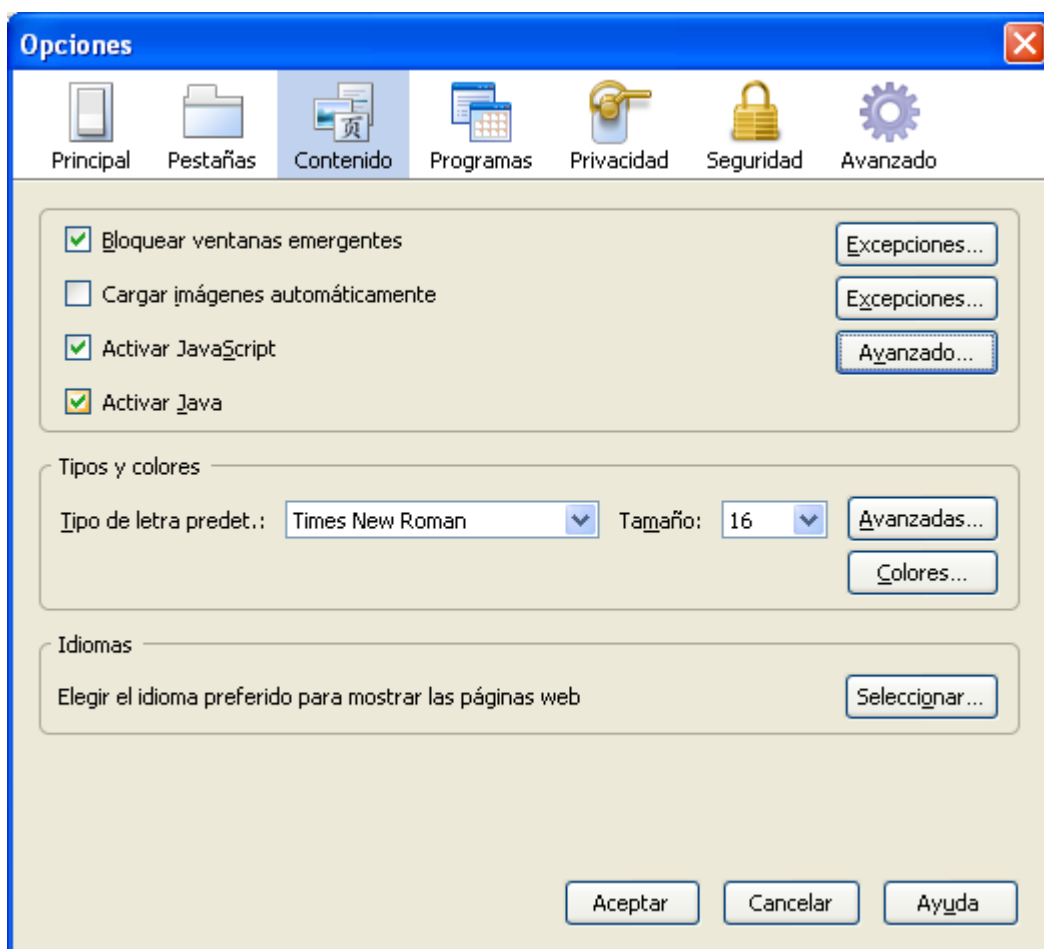 Opciones
Principal Pestañas Contenido Programas Privacidad Seguridad Avanzado
页
Bloquear ventanas emergentes Excepciones...
Cargar imágenes automáticamente Excepciones...
Activar JavaScript Avanzado...
Activar Java
Tipos y colores
Tipo de letra predet.: Times New Roman Tamaño: 16 Avanzadas...
Colores...
Idiomas
Elegir el idioma preferido para mostrar las páginas web Seleccionar...
Aceptar Cancelar Ayuda